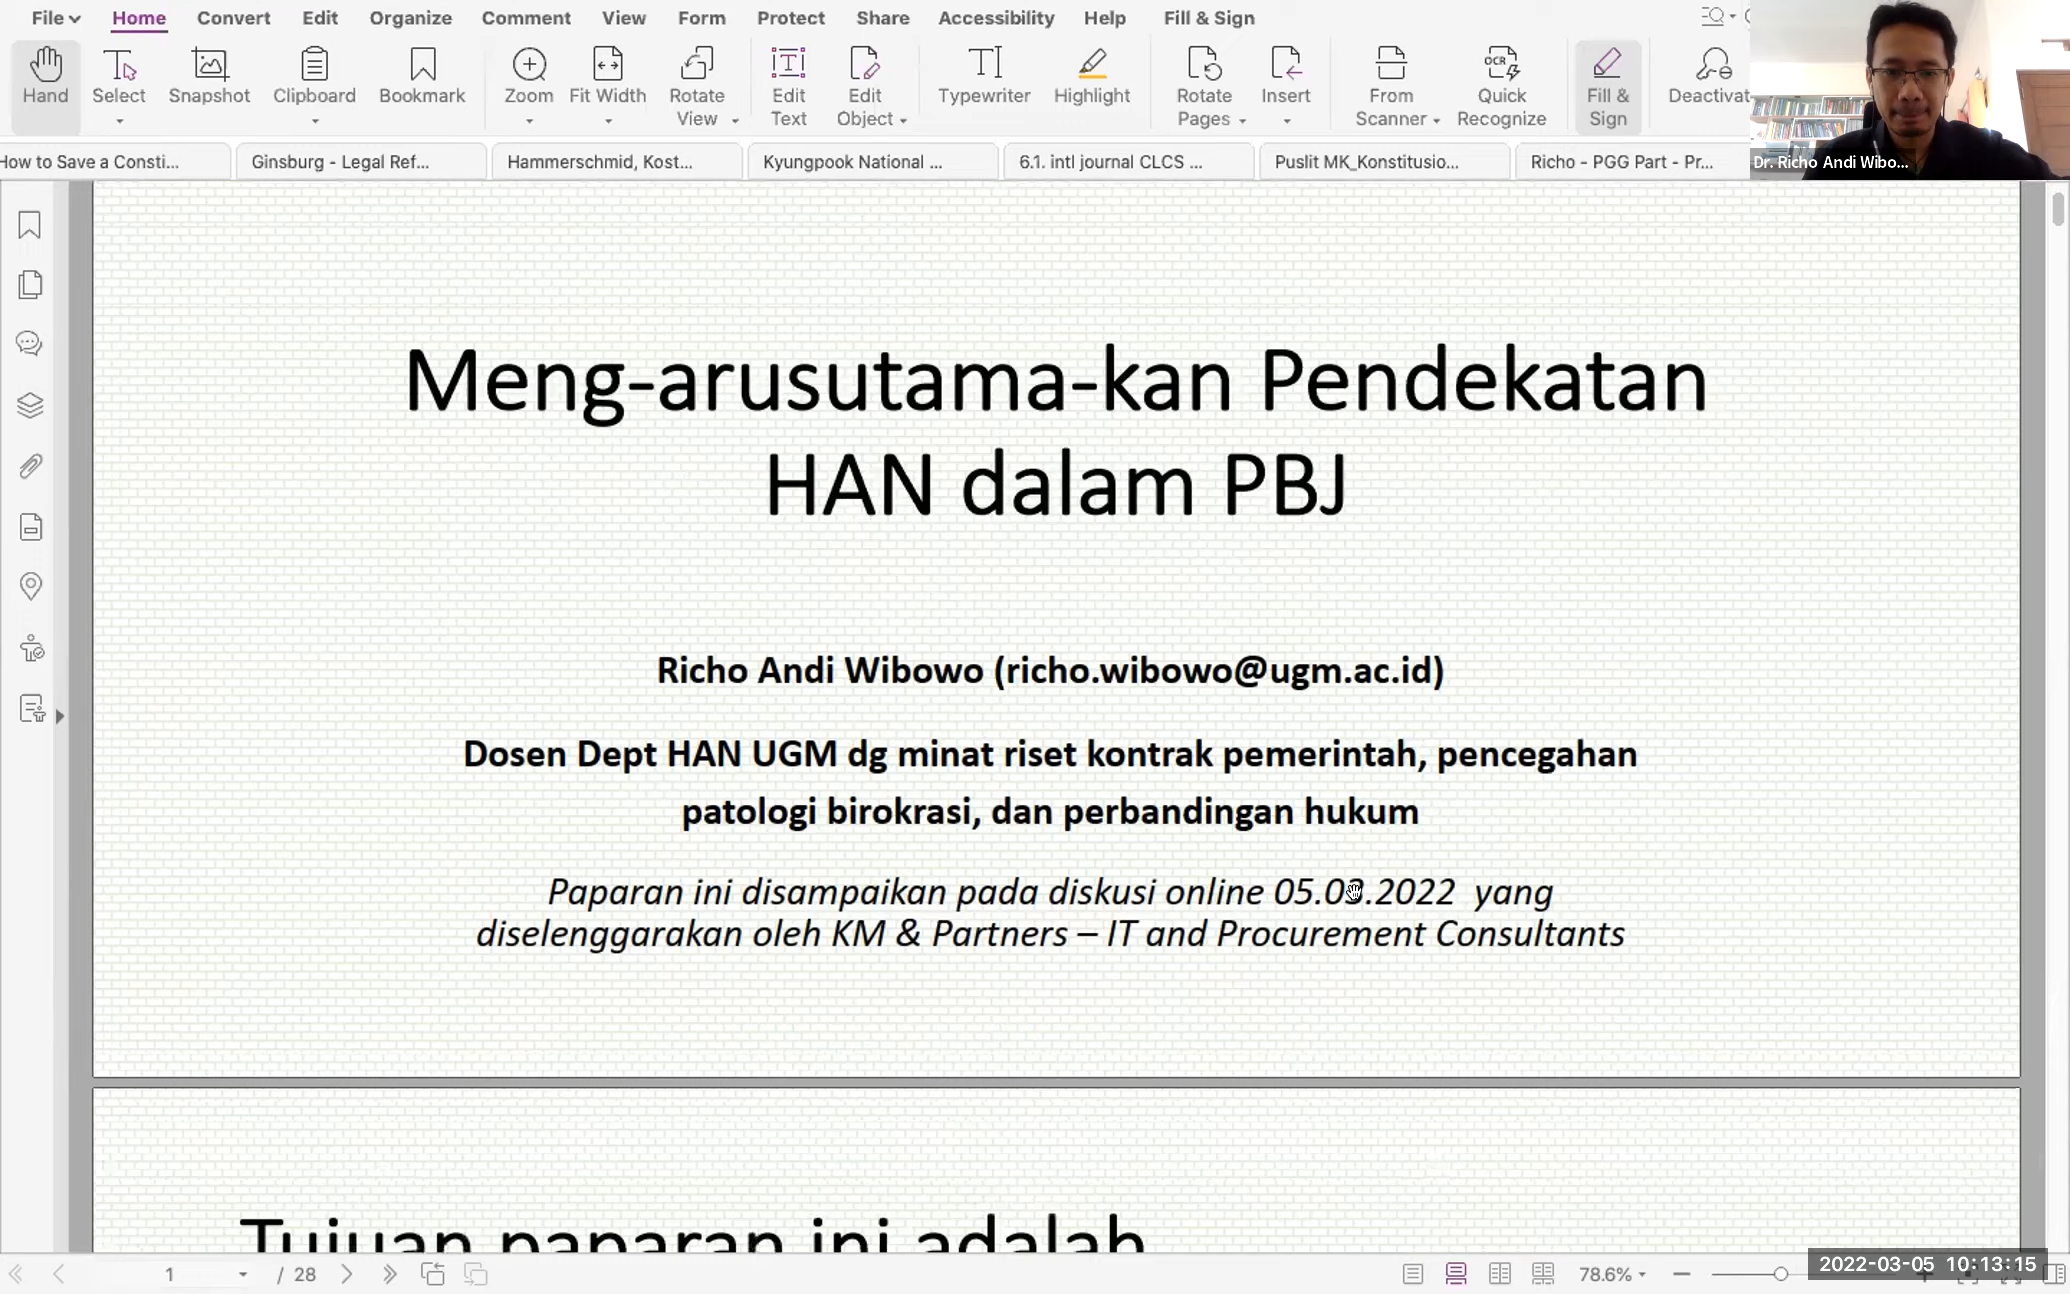 File Home Convert Edit Organize Comment View Form Protect Share Accessibility Help Fill & Sign
Hand Select Snapshot Clipboard Bookmark Zoom Fit Width Rotate View Edit Text Edit Object Typewriter Highlight Rotate Pages Insert From Scanner Quick Recognize Fill & Sign Deactivat
How to Save a Consti... Ginsburg - Legal Ref... Hammerschmid, Kost... Kyungpook National ... 6.1. intl journal CLCS ... Puslit MK_Konstitusio... Richo - PGG Part - Pr...
Dr. Richo Andi Wibo...
Meng-arusutama-kan Pendekatan
HAN dalam PBJ
Richo Andi Wibowo (richo.wibowo@ugm.ac.id)
Dosen Dept HAN UGM dg minat riset kontrak pemerintah, pencegahan
patologi birokrasi, dan perbandingan hukum
Paparan ini disampaikan pada diskusi online 05.03.2022 yang
diselenggarakan oleh KM & Partners – IT and Procurement Consultants
Tujuan paparan ini adalah
1 / 28 78.6%
2022-03-05 10:13:15